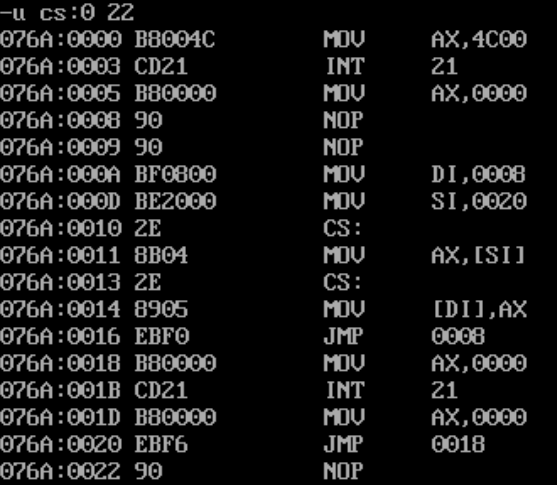 -u cs:0 22
076A:0000 B8004C MOV AX,4C00
076A:0003 CD21 INT 21
076A:0005 B80000 MOV AX,0000
076A:0008 90 NOP
076A:0009 90 NOP
076A:000A BF0800 MOV DI,0008
076A:000D BE2000 MOV SI,0020
076A:0010 2E CS:
076A:0011 8B04 MOV AX,[SI]
076A:0013 2E CS:
076A:0014 8905 MOV [DI],AX
076A:0016 EBF0 JMP 0008
076A:0018 B80000 MOV AX,0000
076A:001B CD21 INT 21
076A:001D B80000 MOV AX,0000
076A:0020 EBF6 JMP 0018
076A:0022 90 NOP